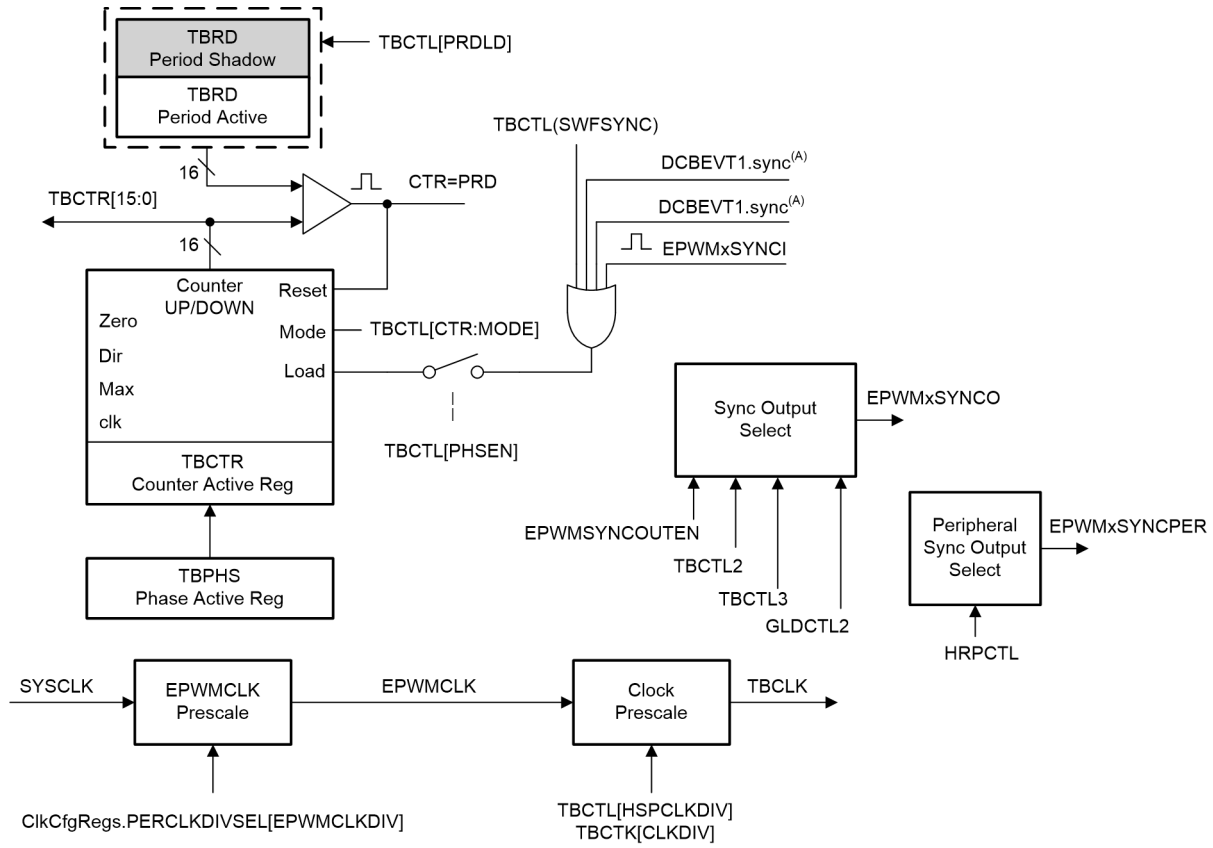 TBRD
Period Shadow
TBCTL[PRDLD]
TBRD
Period Active
TBCTL(SWFSYNC)
16
CTR=PRD
DCBEVT1.sync(A)
TBCTR[15:0]
DCBEVT1.sync(A)
16
EPWMxSYNCI
Counter
UP/DOWN
Reset
Zero
Mode
TBCTL[CTR:MODE]
Dir
Load
Max
clk
TBCTL[PHSEN]
TBCTR
Counter Active Reg
TBPHS
Phase Active Reg
Sync Output
Select
EPWMxSYNCO
EPWMSYNCOUTEN
TBCTL2
TBCTL3
GLDCTL2
Peripheral
Sync Output
Select
EPWMxSYNCPER
HRPCTL
SYSCLK
EPWMCLK
Prescale
EPWMCLK
Clock
Prescale
TBCLK
ClkCfgRegs.PERCLKDIVSEL[EPWMCLKDIV]
TBCTL[HSPCLKDIV]
TBCTK[CLKDIV]